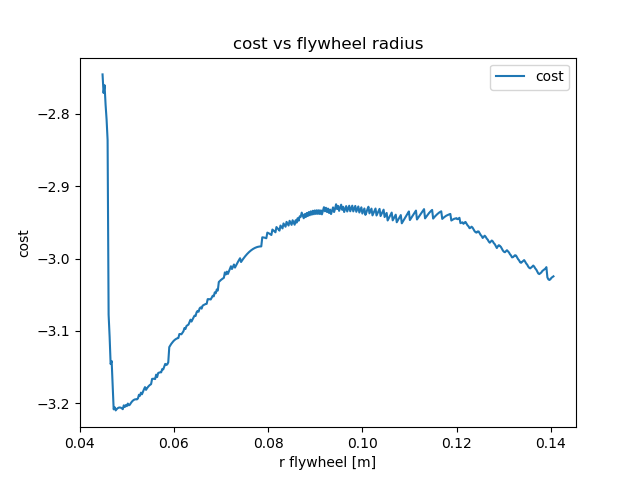 cost vs flywheel radius
cost
−2.8
−2.9
−3.0
−3.1
−3.2
cost
0.04 0.06 0.08 0.10 0.12 0.14
r flywheel [m]